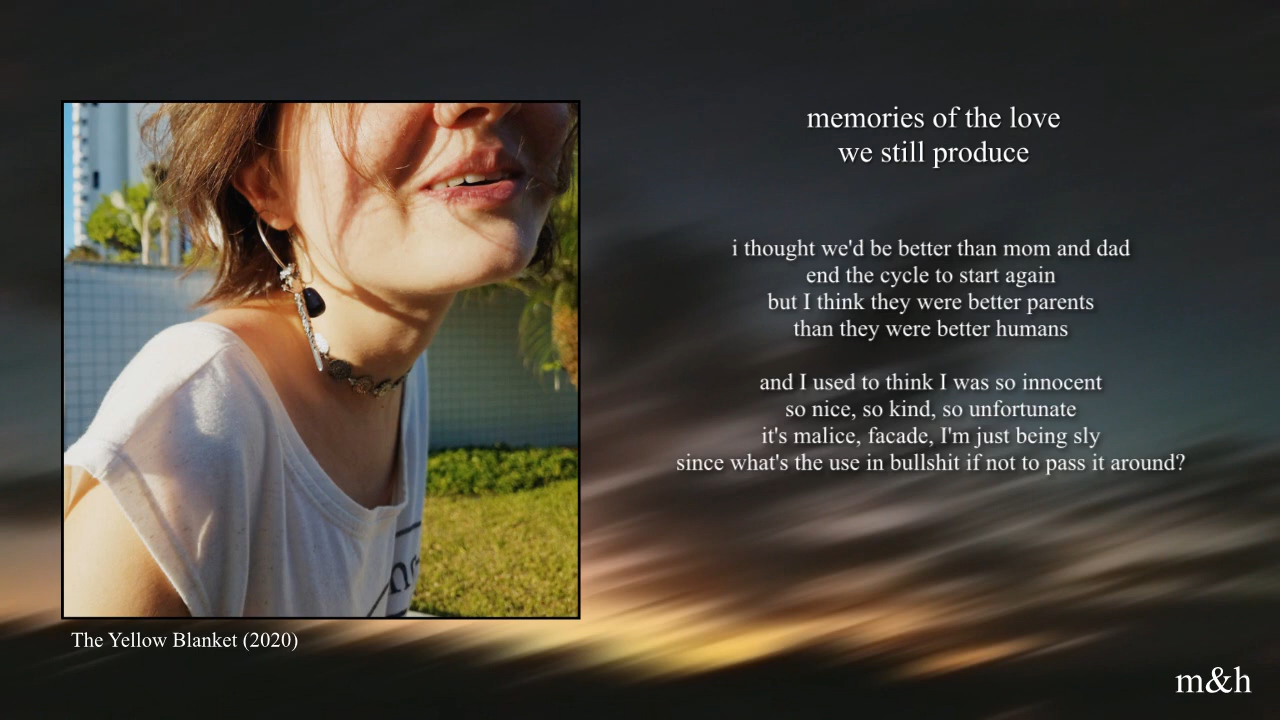 memories of the love
we still produce
i thought we'd be better than mom and dad
end the cycle to start again
but I think they were better parents
than they were better humans
and I used to think I was so innocent
so nice, so kind, so unfortunate
it's malice, facade, I'm just being sly
since what's the use in bullshit if not to pass it around?
The Yellow Blanket (2020)
m&h